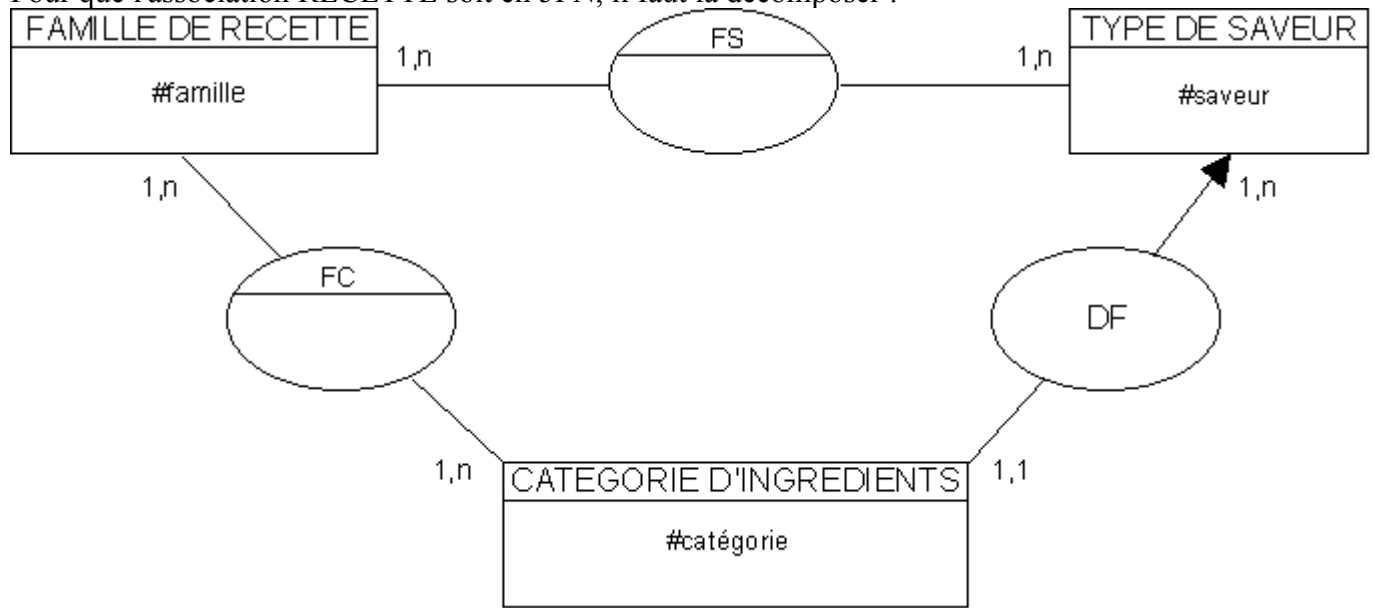 Pour que l'association RECETTE soit en 5FN, il faut la décomposer :
FAMILLE DE RECETTE
FS
TYPE DE SAVEUR
1,n
1,n
#famille
#saveur
1,n
1,n
FC
DF
1,n
CATEGORIE D'INGREDIENTS
1,1
#catégorie